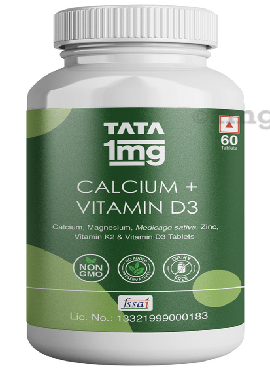 TATA
1mg
60
Tablets
CALCIUM +
VITAMIN D3
Calcium, Magnesium, Medicago sativa, Zinc,
Vitamin K2 & Vitamin D3 Tablets
NON
GMO
fssai
Lic. No.: 13321999000183